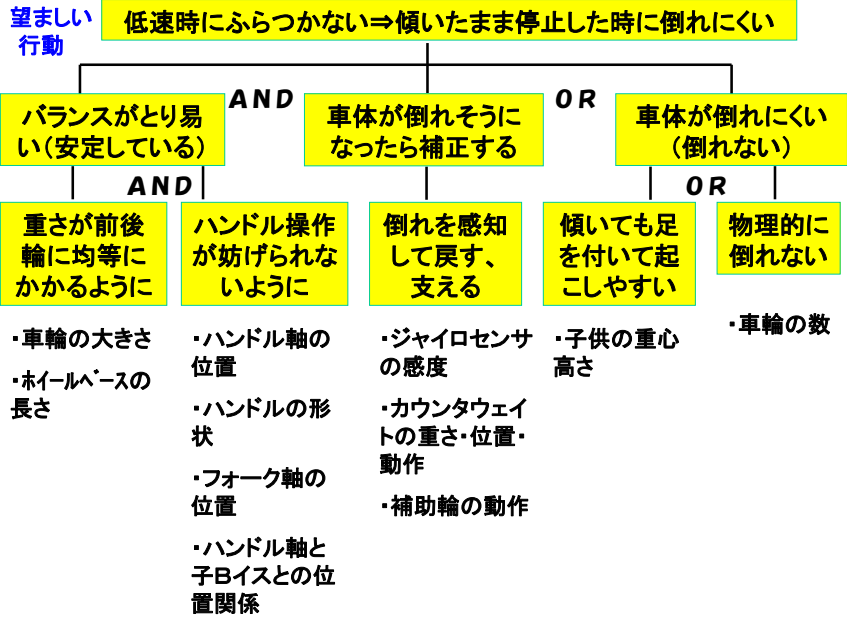 望ましい
行動
低速時にふらつかない⇒傾いたまま停止した時に倒れにくい
バランスがとり易
い(安定している)
AND
車体が倒れそうに
なったら補正する
OR
車体が倒れにくい
(倒れない)
AND
OR
重さが前後
輪に均等に
かかるように
ハンドル操作
が妨げられな
いように
倒れを感知
して戻す、
支える
傾いても足
を付いて起
こしやすい
物理的に
倒れない
・車輪の大きさ
・ホイールベースの
長さ
・ハンドル軸の
位置
・ハンドルの形
状
・フォーク軸の
位置
・ハンドル軸と
子Bイスとの位
置関係
・ジャイロセンサ
の感度
・カウンタウェイ
トの重さ・位置・
動作
・補助輪の動作
・子供の重心
高さ
・車輪の数